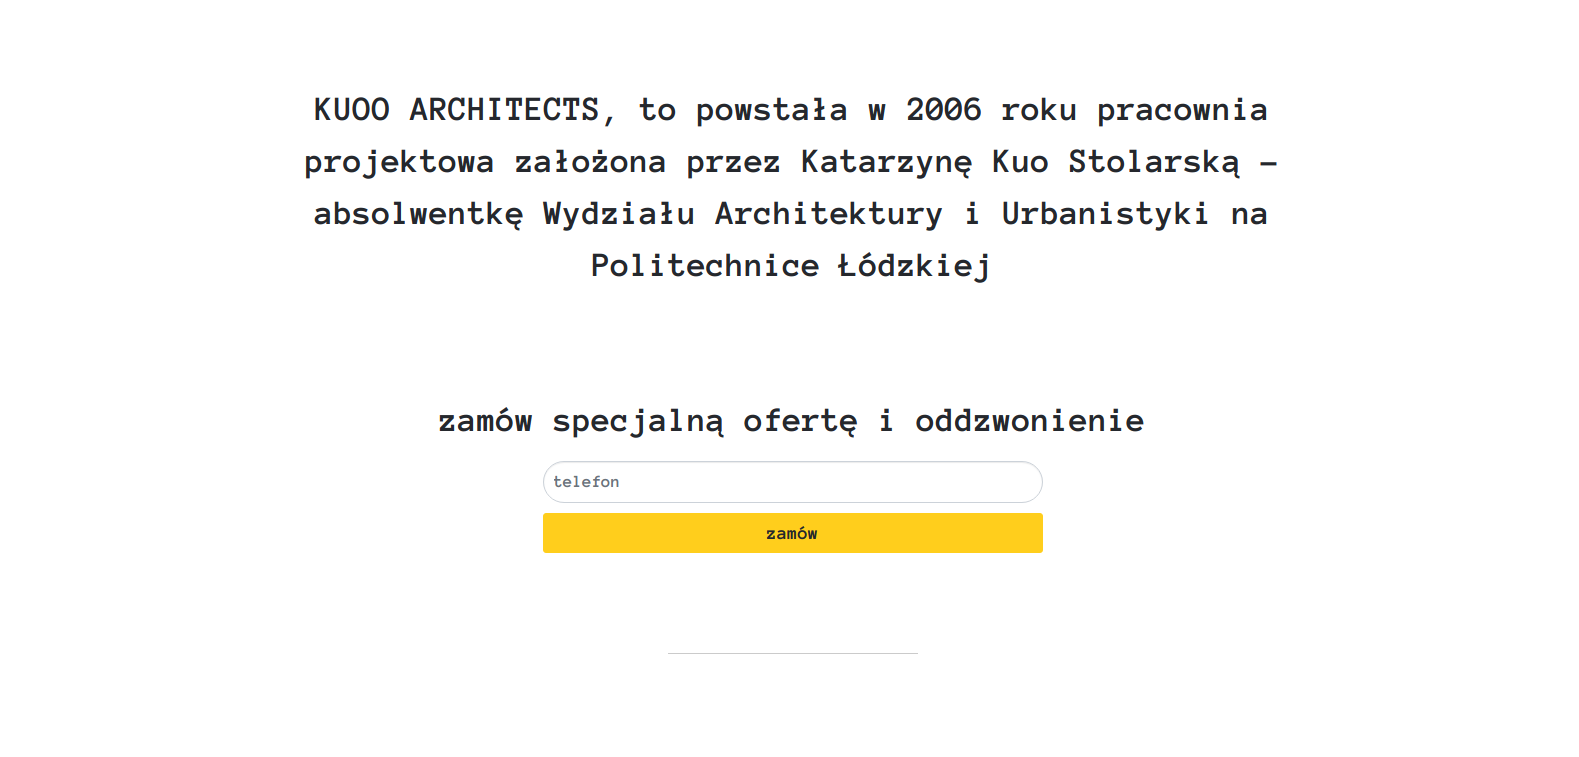 KUOO ARCHITECTS, to powstała w 2006 roku pracownia
projektowa założona przez Katarzynę Kuo Stolarską –
absolwentkę Wydziału Architektury i Urbanistyki na
Politechnice Łódzkiej
zamów specjalną ofertę i oddzwonienie
telefon
zamów